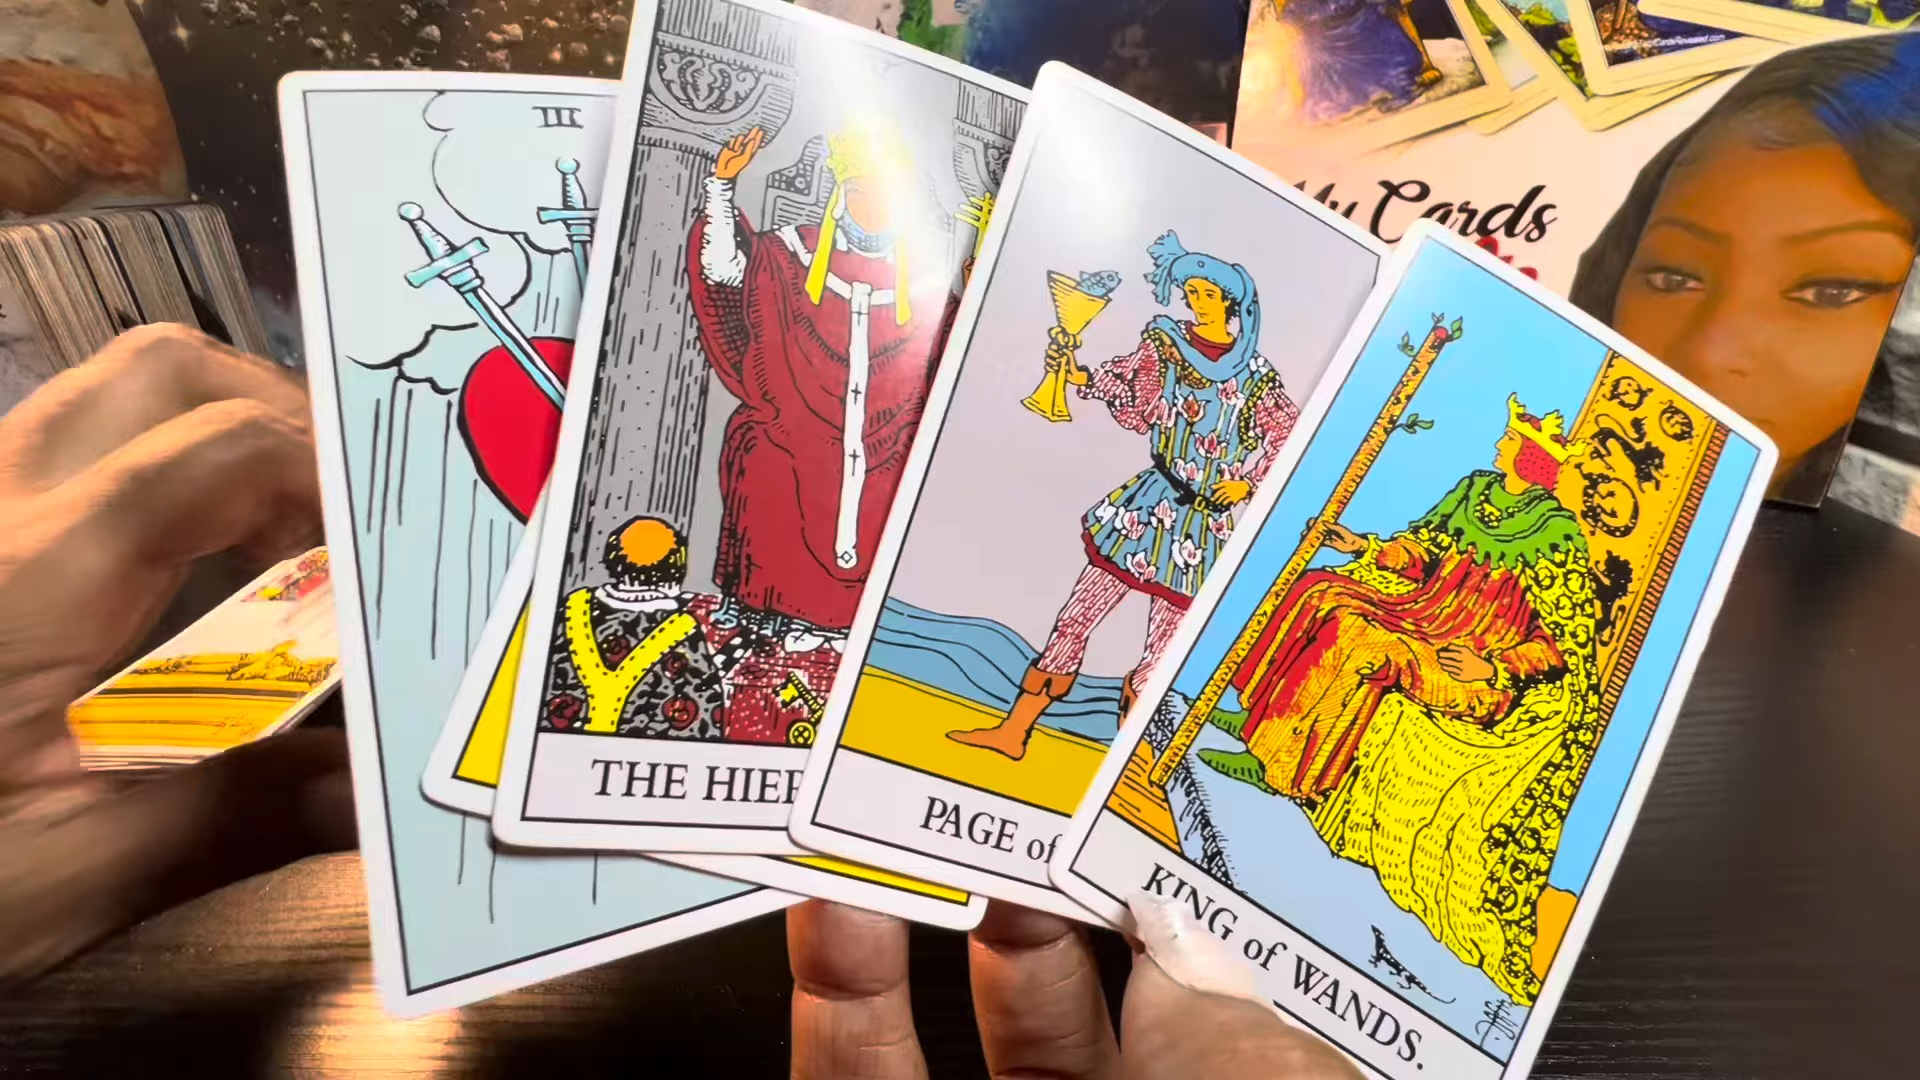 III
THE HIER
PAGE of
KING of WANDS.
My Cards